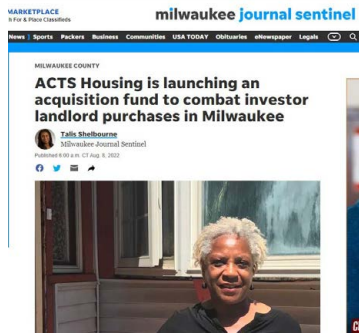 MARKETPLACE
h For & Place Classifieds
milwaukee journal sentinel
News Sports Packers Business Communities USA TODAY Obituaries eNewspaper Legals
MILWAUKEE COUNTY
ACTS Housing is launching an
acquisition fund to combat investor
landlord purchases in Milwaukee
Talis Shelbourne
Milwaukee Journal Sentinel
Published 6:00 a.m. CT Aug. 8, 2022